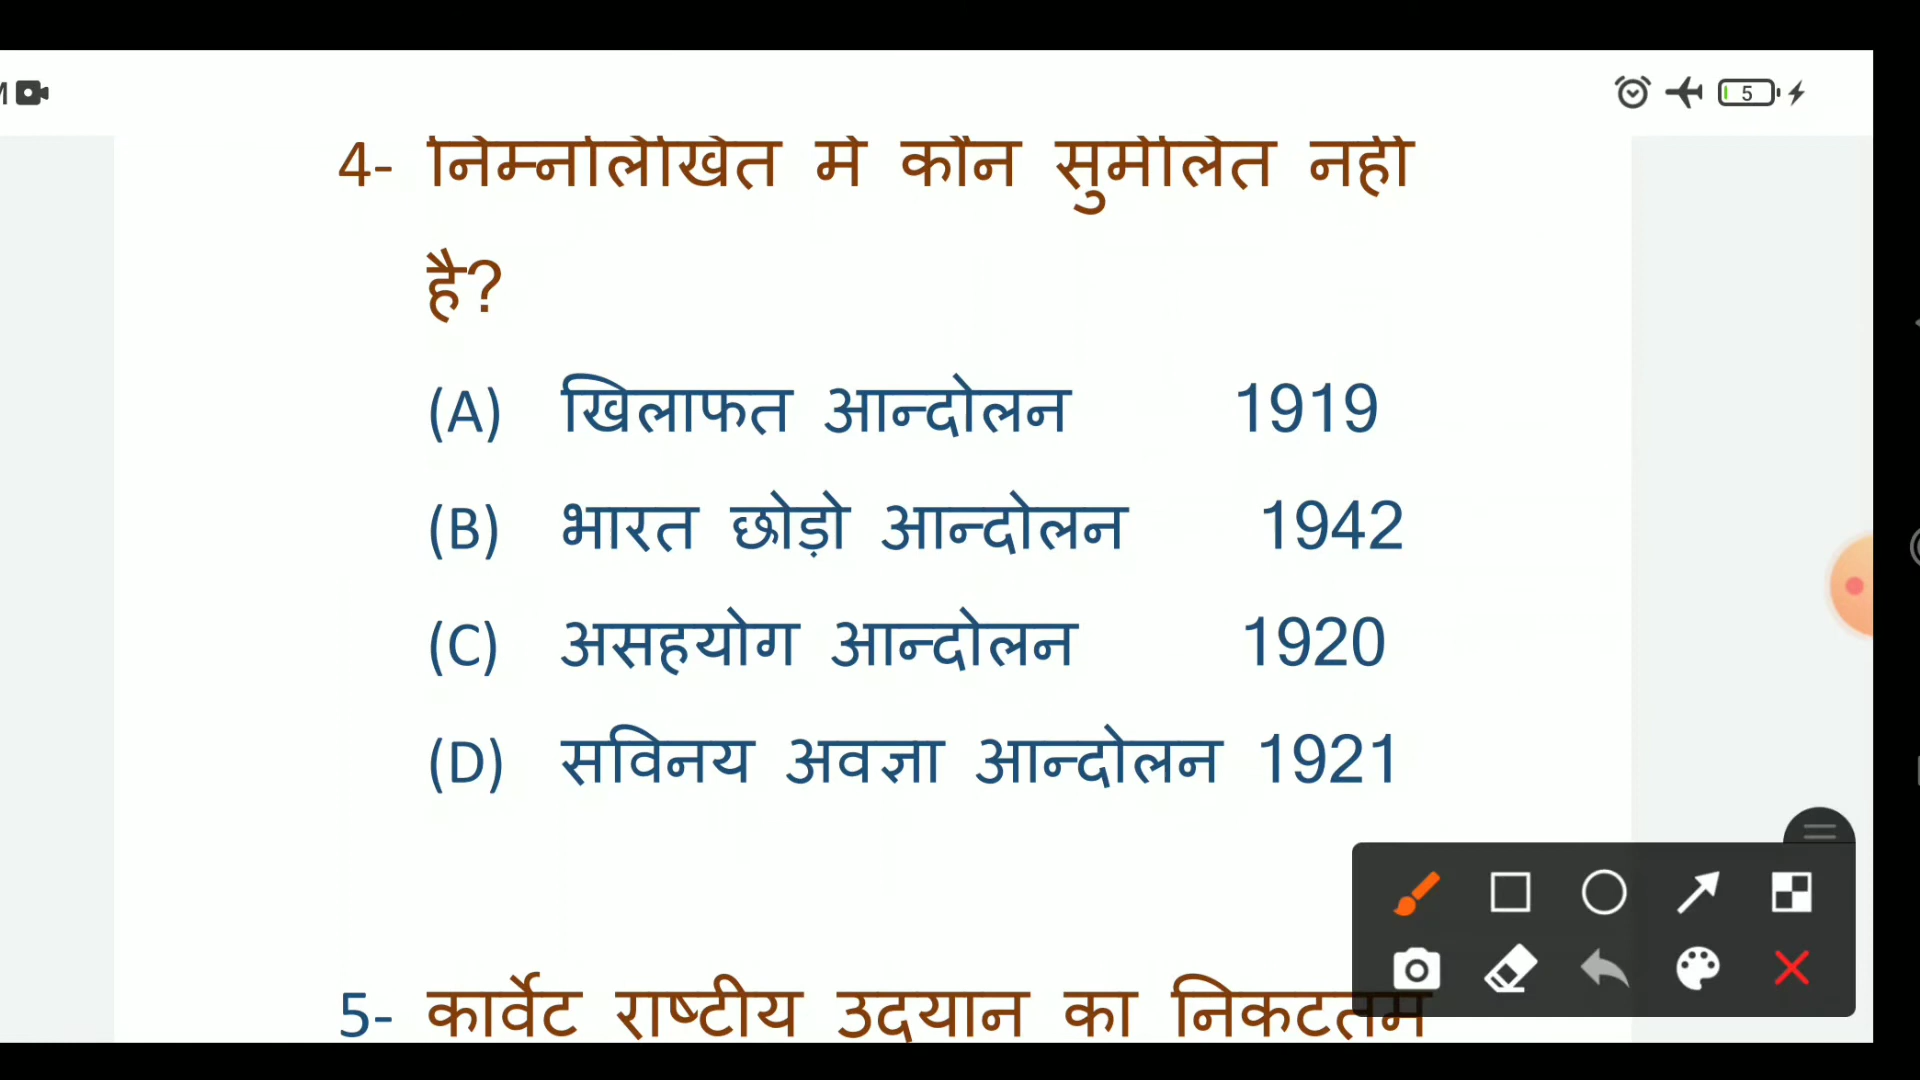 5
4- निम्नलिखित में कौन सुमेलित नहीं
है?
(A) खिलाफत आन्दोलन 1919
(B) भारत छोड़ो आन्दोलन 1942
(C) असहयोग आन्दोलन 1920
(D) सविनय अवज्ञा आन्दोलन 1921
5- कार्वेट राष्टीय उदयान का निकटतम